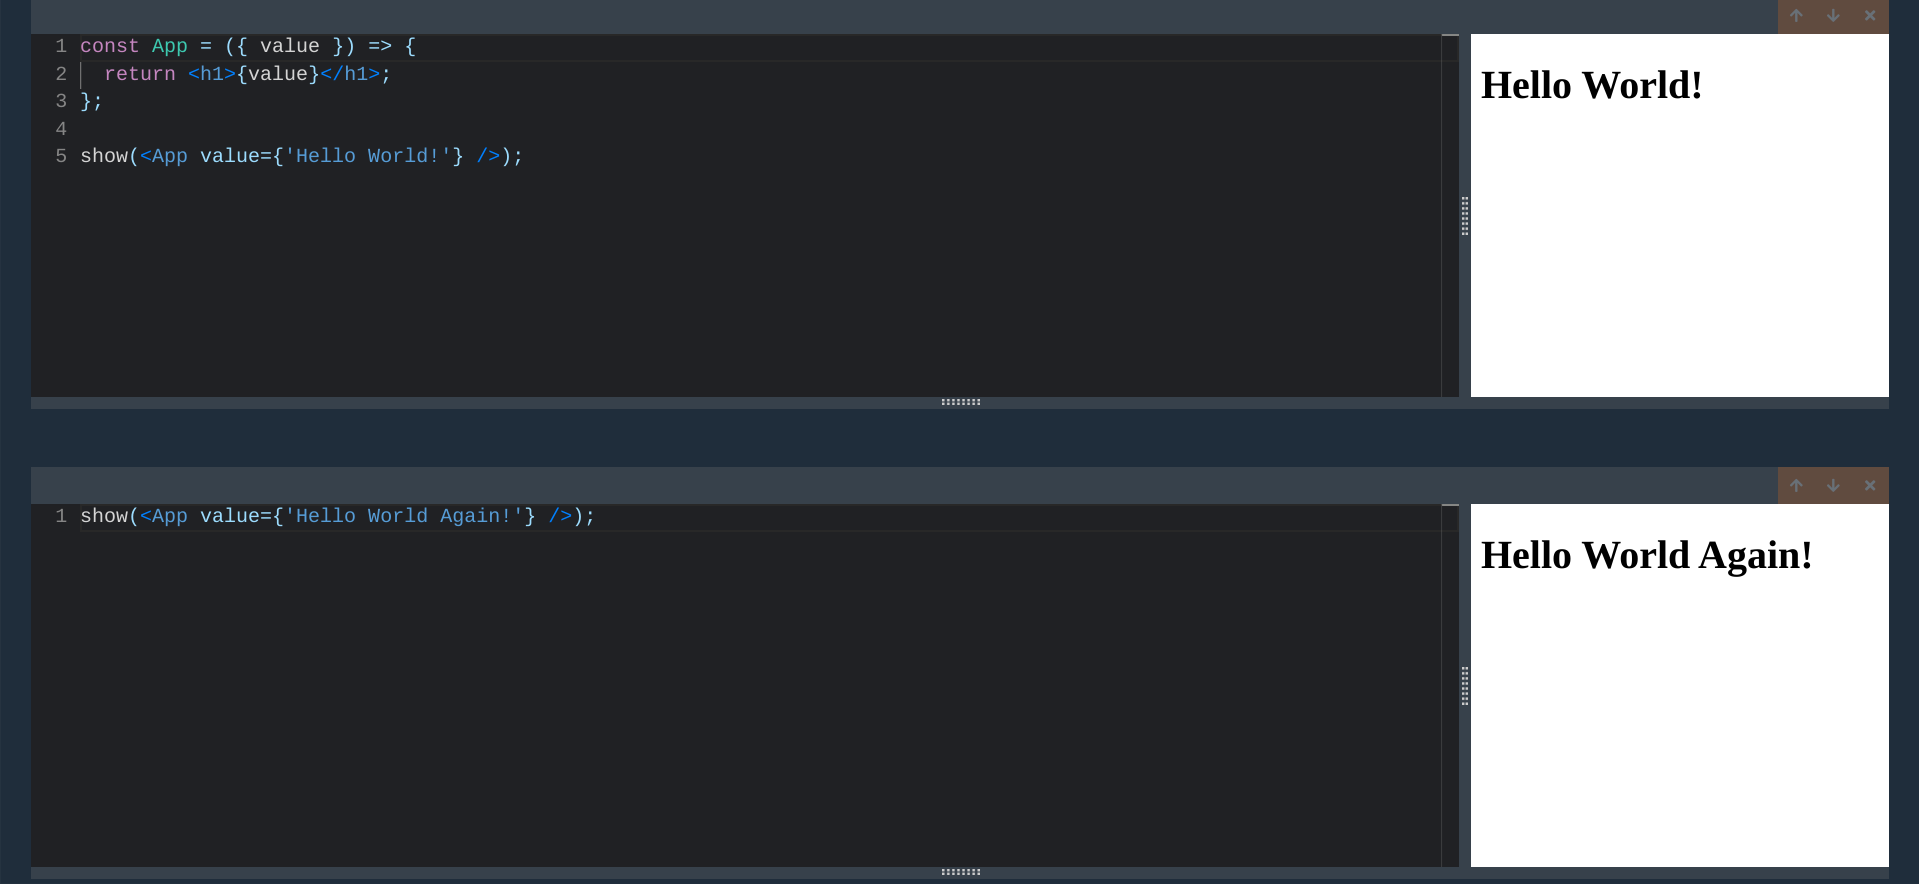 1 const App = ({ value }) => {
2   return <h1>{value}</h1>;
3 };
4
5 show(<App value={'Hello World!'} />);
Hello World!
1 show(<App value={'Hello World Again!'} />);
Hello World Again!